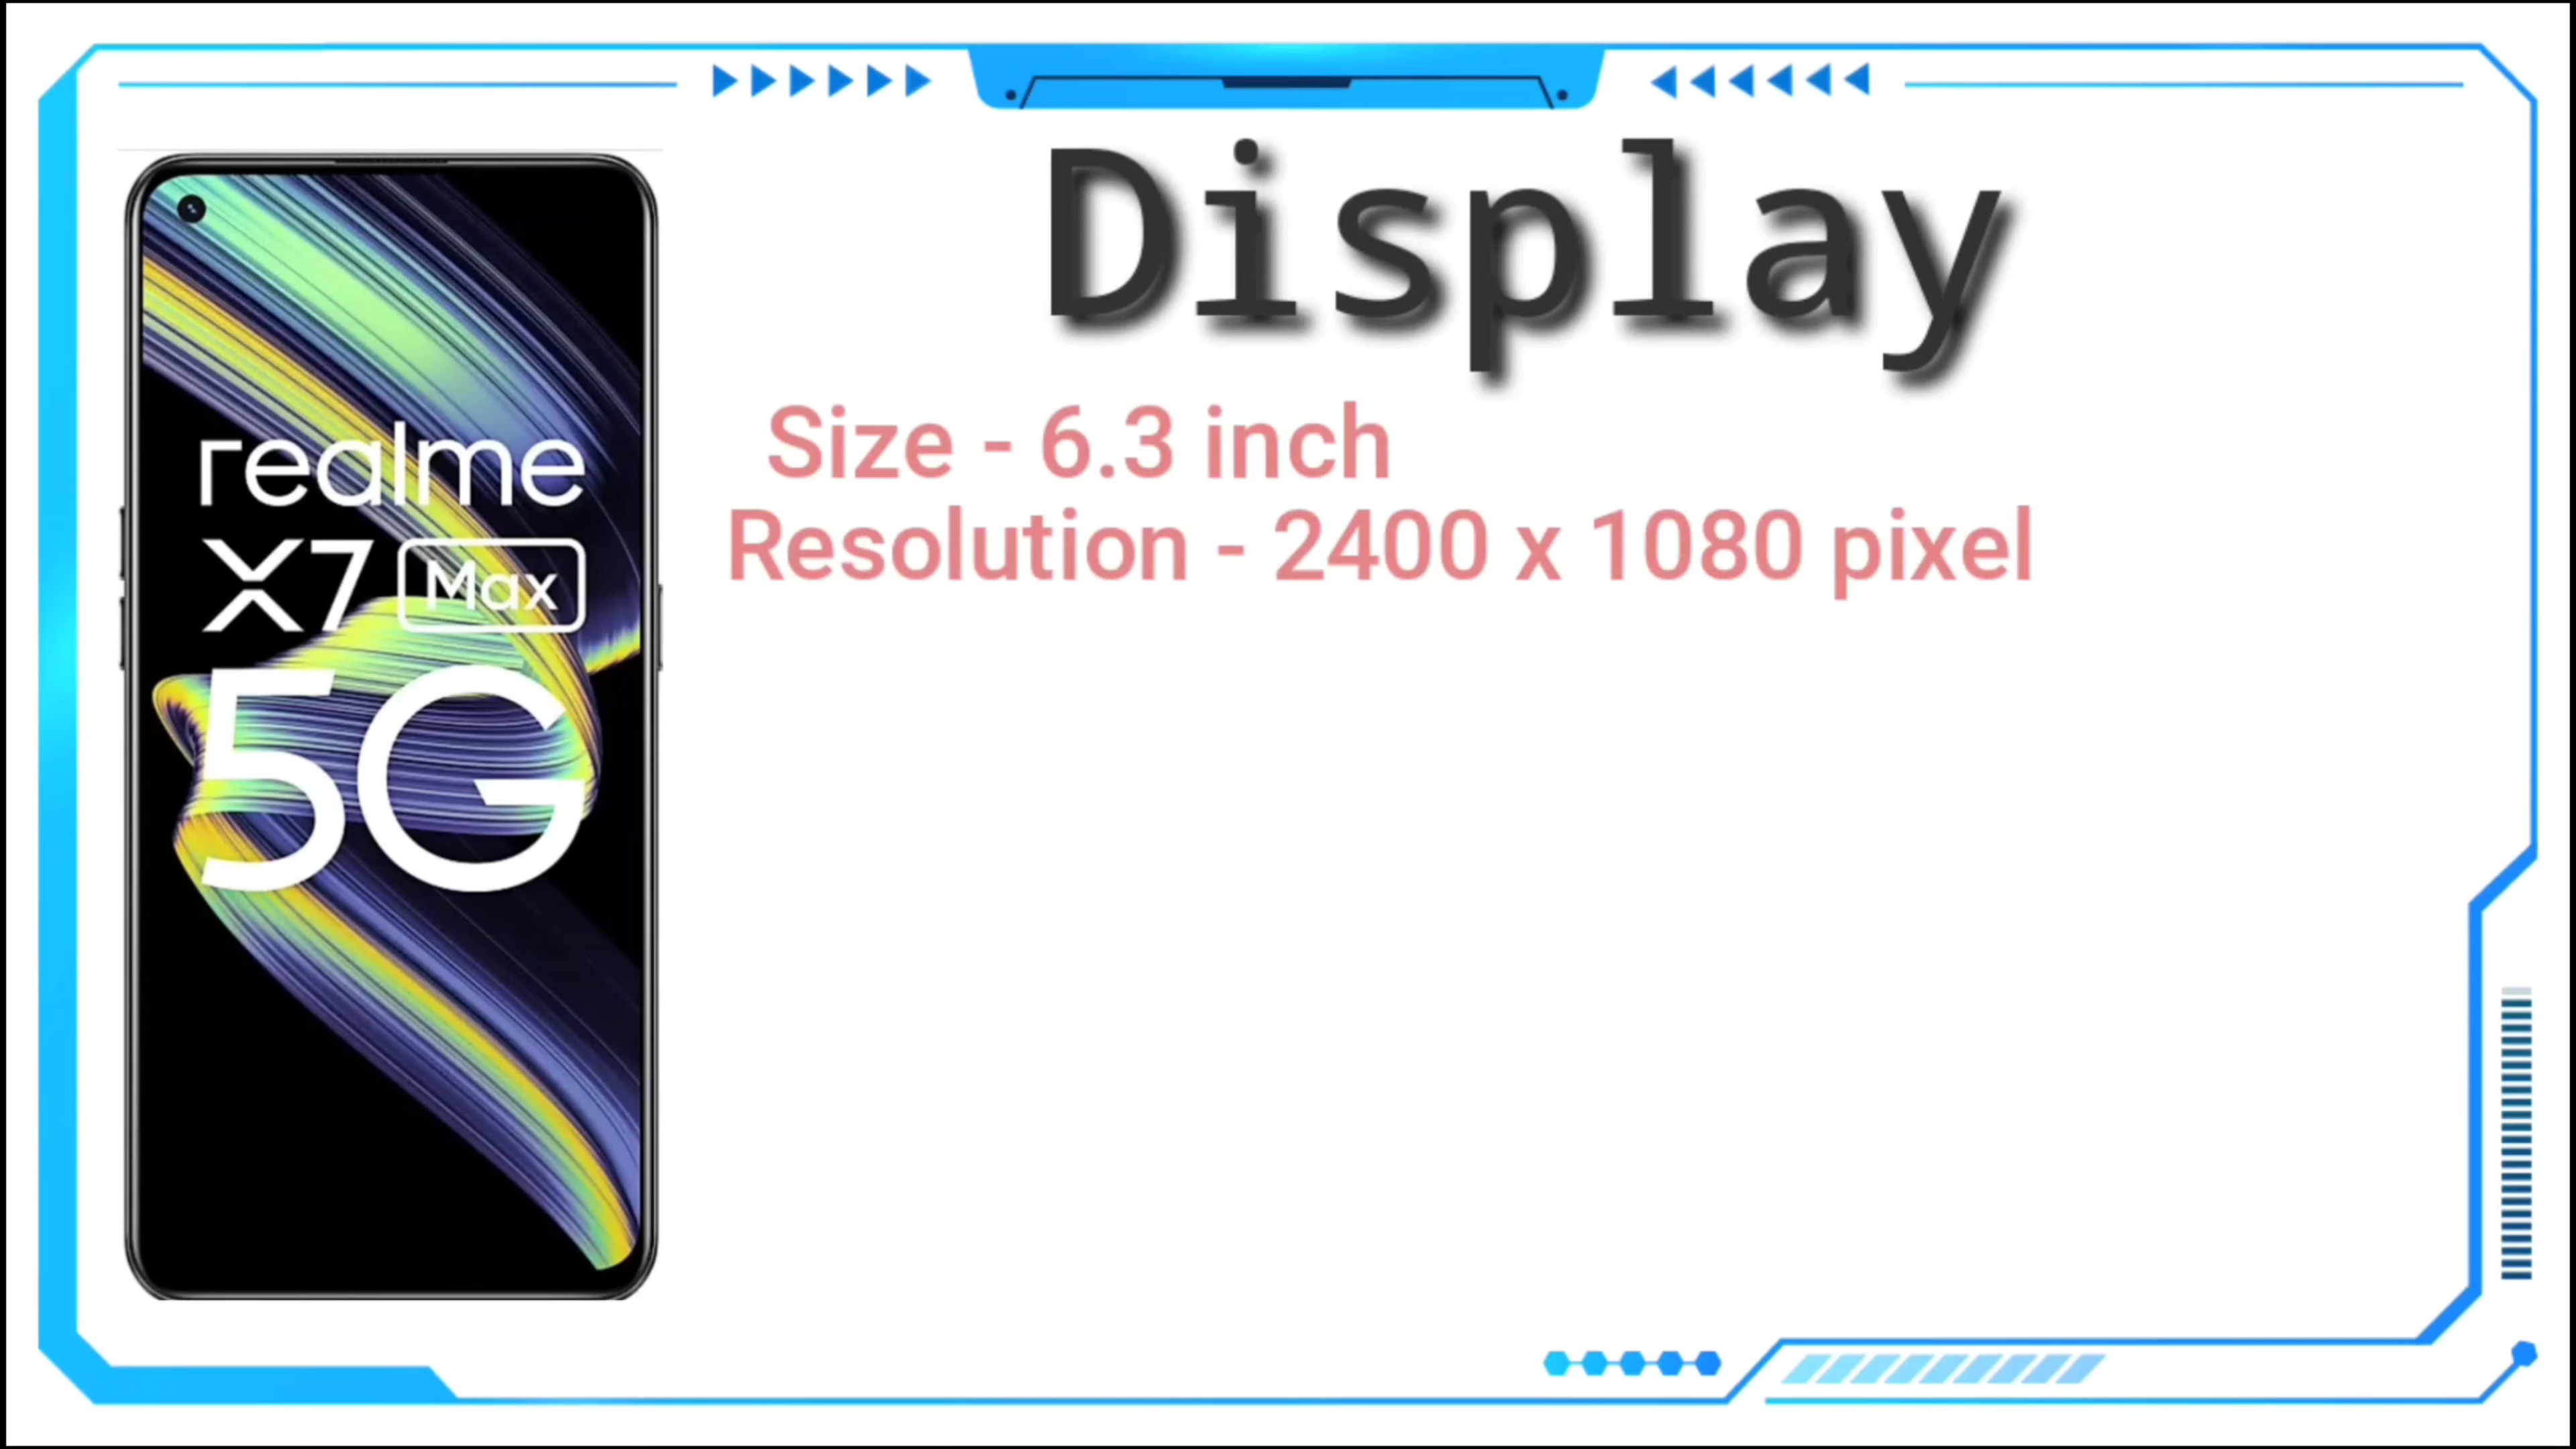 Display
Size - 6.3 inch
Resolution - 2400 x 1080 pixel
realme
X7 Max
5G